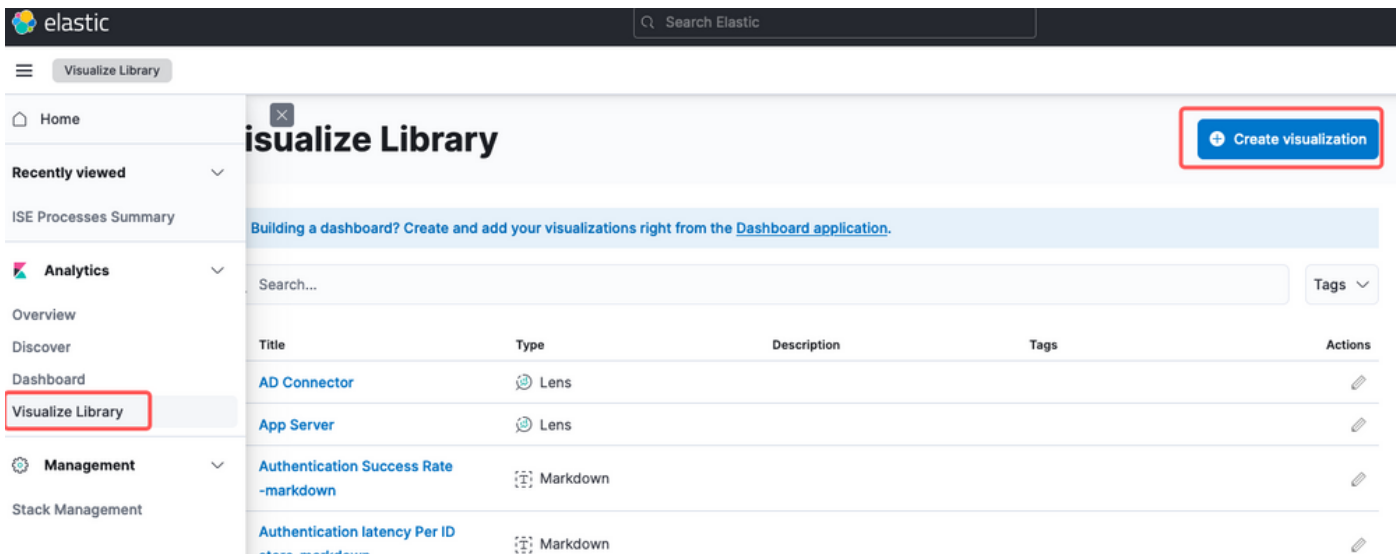 elastic
Search Elastic
Visualize Library
Home
isualize Library
Create visualization
Recently viewed
ISE Processes Summary
Building a dashboard? Create and add your visualizations right from the Dashboard application.
Analytics
Search...
Tags
Overview
Discover
Title Type Description Tags Actions
Dashboard
AD Connector Lens
Visualize Library
App Server Lens
Management
Authentication Success Rate
-markdown
Markdown
Stack Management
Authentication latency Per ID
Markdown